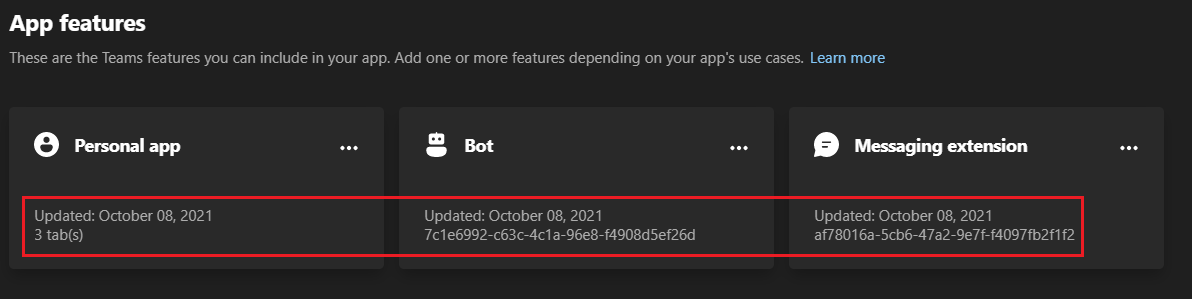 App features
These are the Teams features you can include in your app. Add one or more features depending on your app's use cases. Learn more
Personal app
Updated: October 08, 2021
3 tab(s)
Bot
Updated: October 08, 2021
7c1e6992-c63c-4c1a-96e8-f4908d5ef26d
Messaging extension
Updated: October 08, 2021
af78016a-5cb6-47a2-9e7f-f4097fb2f1f2